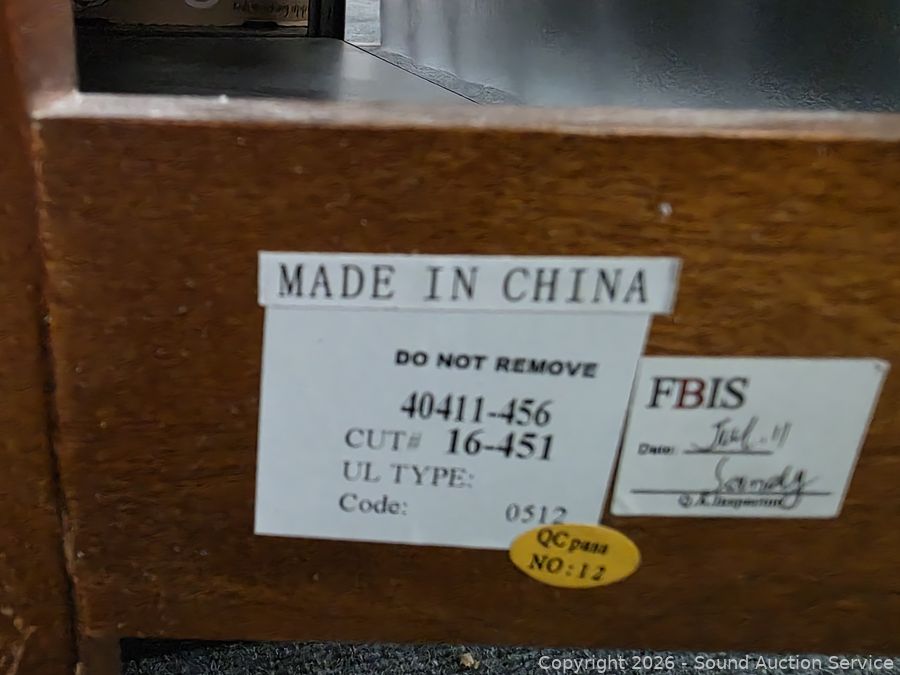 MADE IN CHINA
DO NOT REMOVE
40411-456
CUT# 16-451
UL TYPE:
Code: 0512
QC pass
NO:12
FBIS
Date:
Q.A. Inspector
Copyright 2026 - Sound Auction Service